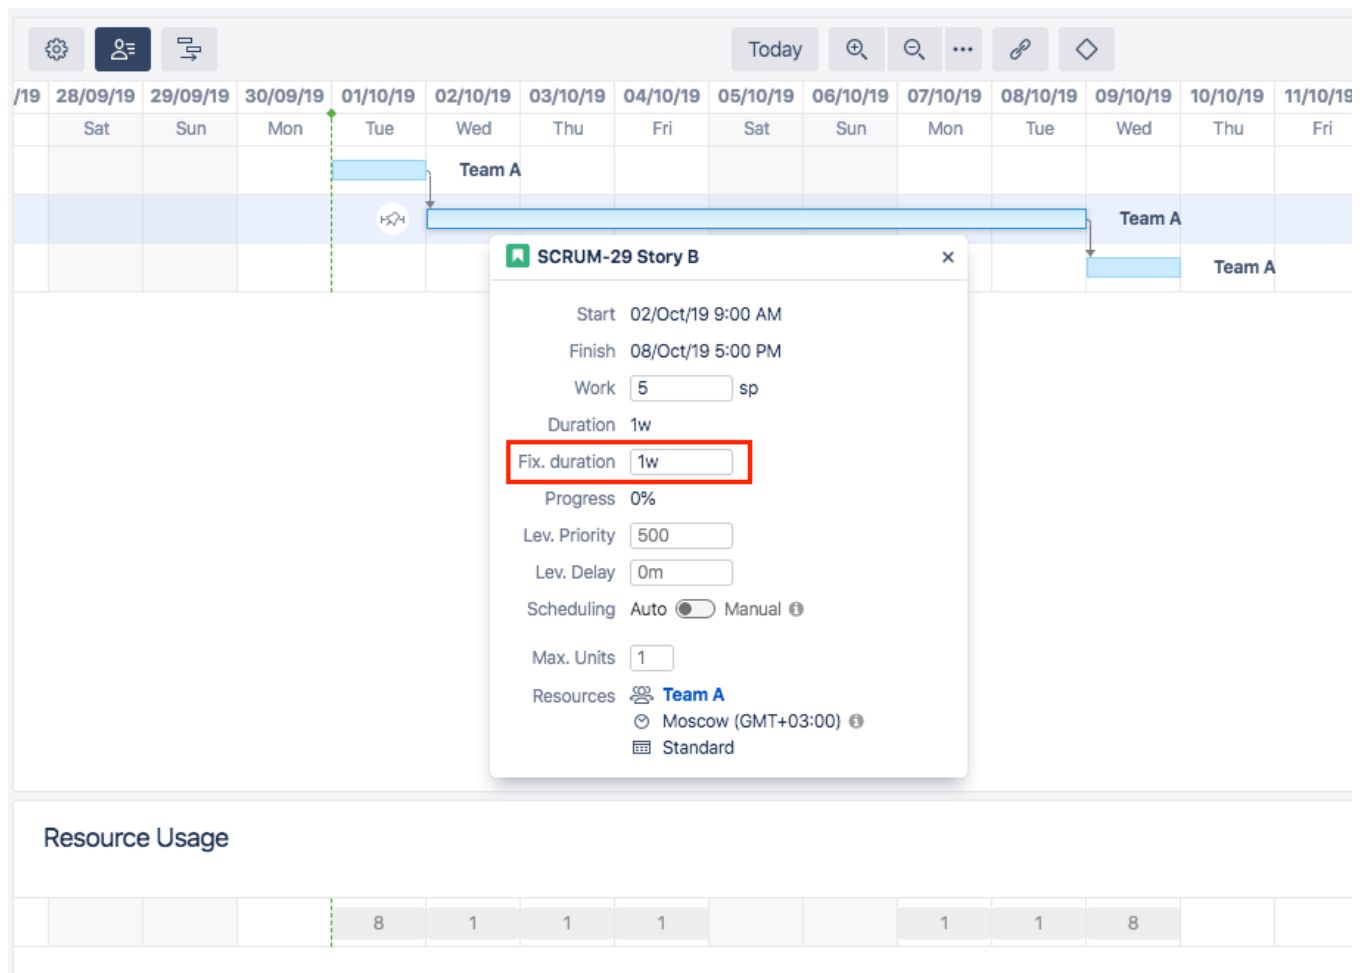 Today
/19 28/09/19 29/09/19 30/09/19 01/10/19 02/10/19 03/10/19 04/10/19 05/10/19 06/10/19 07/10/19 08/10/19 09/10/19 10/10/19 11/10/19
Sat Sun Mon Tue Wed Thu Fri Sat Sun Mon Tue Wed Thu Fri
Team A
Team A
Team A
SCRUM-29 Story B
Start 02/Oct/19 9:00 AM
Finish 08/Oct/19 5:00 PM
Work 5 sp
Duration 1w
Fix. duration 1w
Progress 0%
Lev. Priority 500
Lev. Delay 0m
Scheduling Auto Manual
Max. Units 1
Resources Team A
Moscow (GMT+03:00)
Standard
Resource Usage
8 1 1 1 1 1 8